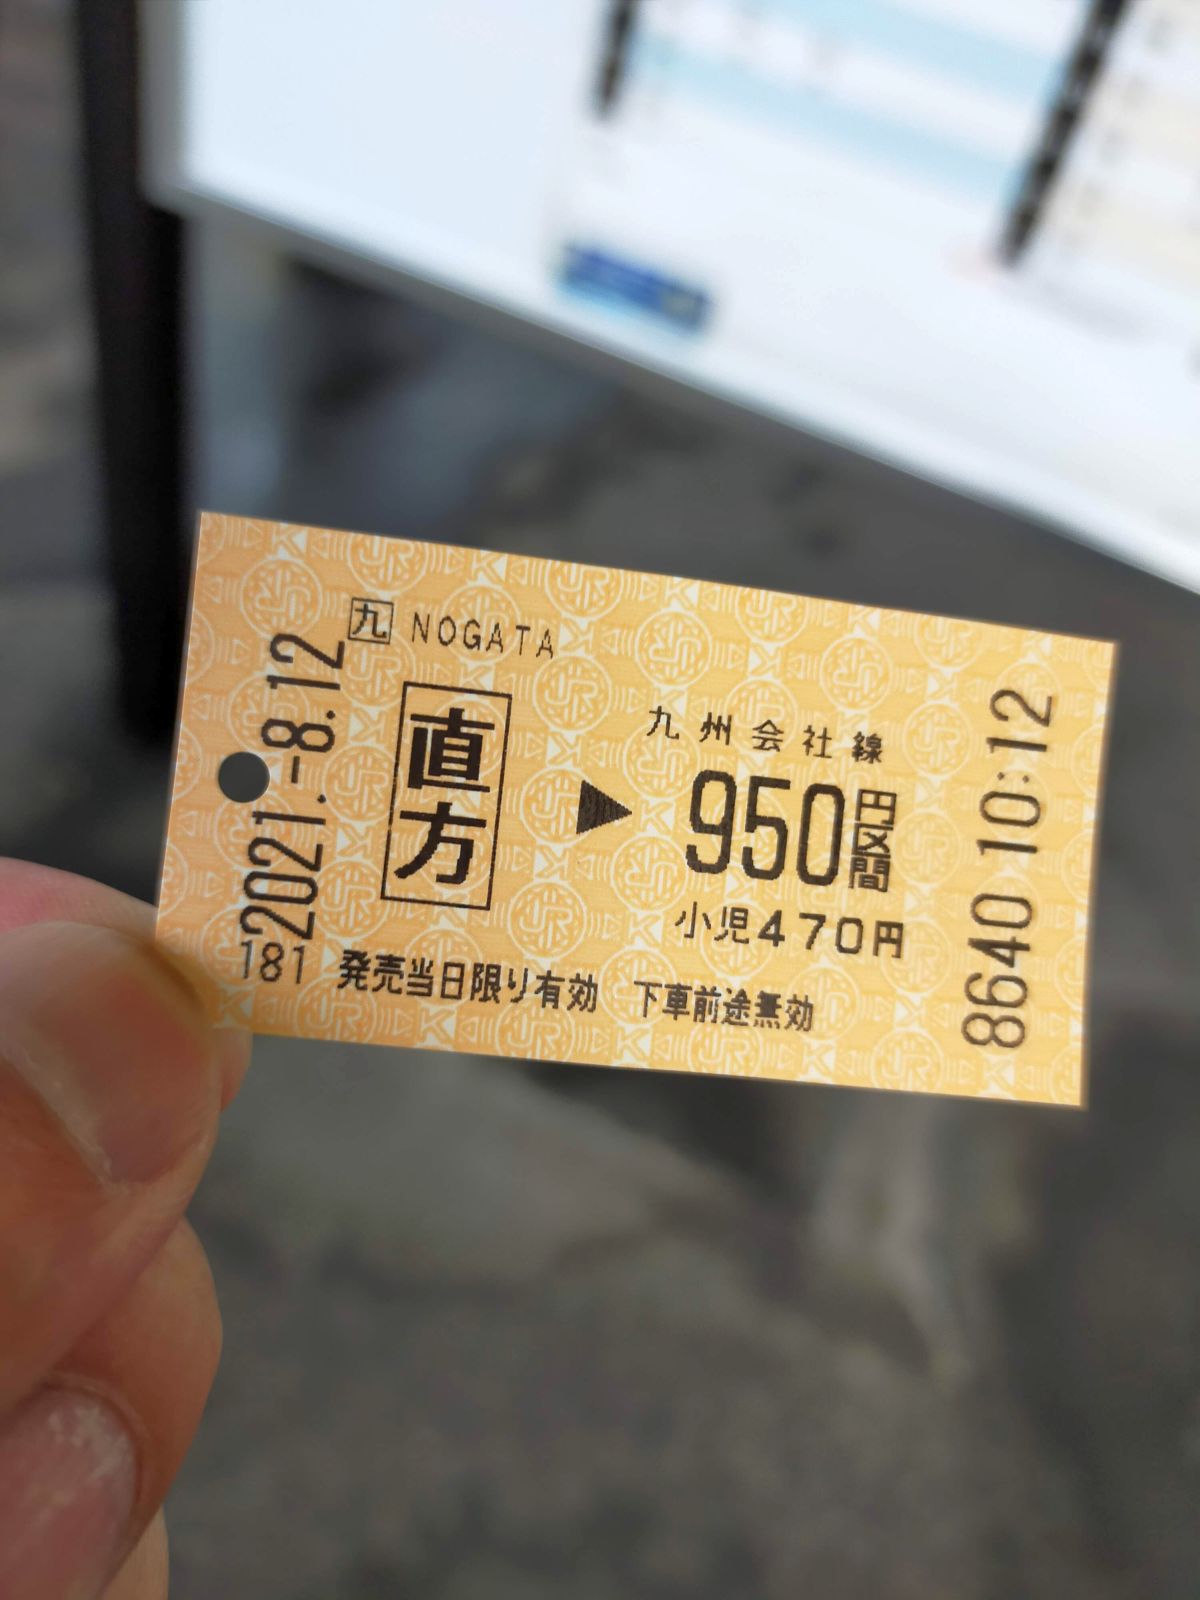 九 NOGATA
2021.-8.12
直方
▶
九州会社線
950円区間
小児470円
8640 10:12
181 発売当日限り有効 下車前途無効